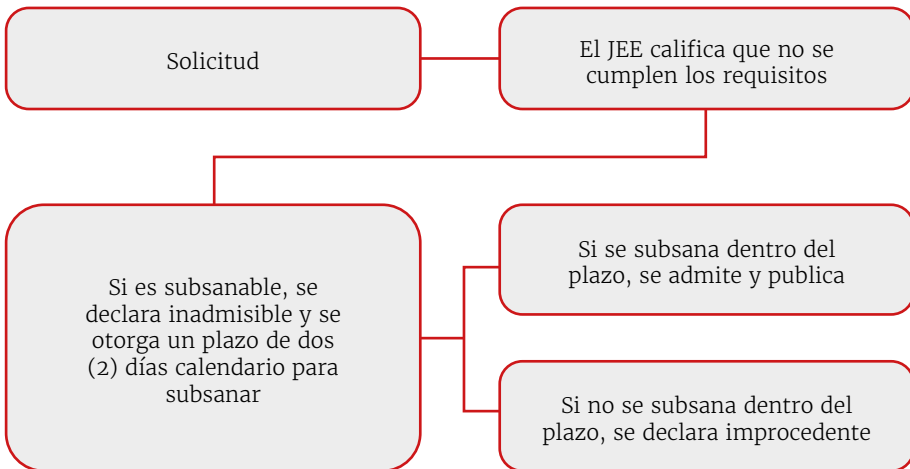 Solicitud
El JEE califica que no se
cumplen los requisitos
Si es subsanable, se
declara inadmisible y se
otorga un plazo de dos
(2) días calendario para
subsanar
Si se subsana dentro del
plazo, se admite y publica
Si no se subsana dentro del
plazo, se declara improcedente